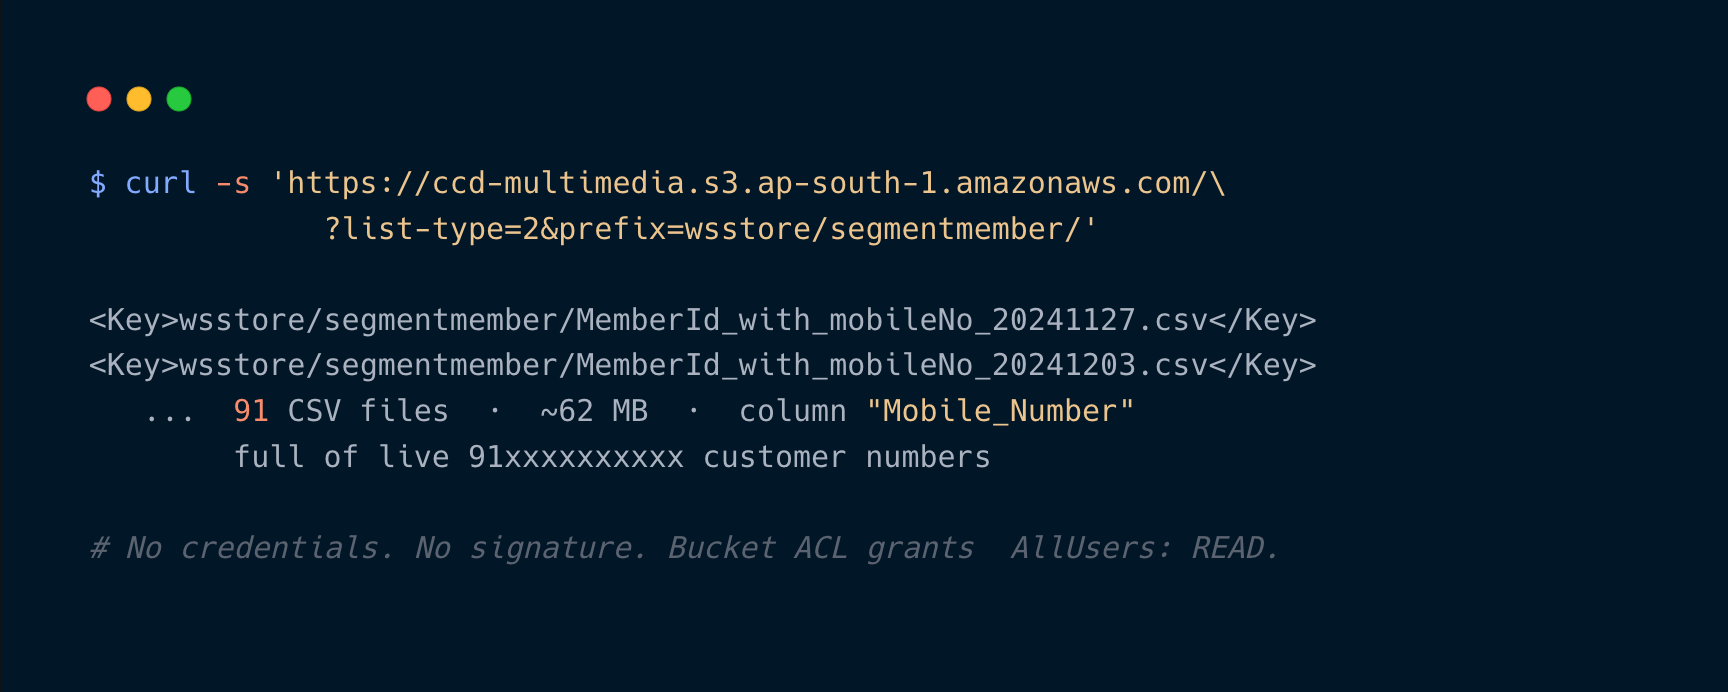 $ curl -s 'https://ccd-multimedia.s3.ap-south-1.amazonaws.com/\
?list-type=2&prefix=wsstore/segmentmember/'
<Key>wsstore/segmentmember/MemberId_with_mobileNo_20241127.csv</Key>
<Key>wsstore/segmentmember/MemberId_with_mobileNo_20241203.csv</Key>
... 91 CSV files · ~62 MB · column "Mobile_Number"
full of live 91xxxxxxxxxx customer numbers
# No credentials. No signature. Bucket ACL grants AllUsers: READ.